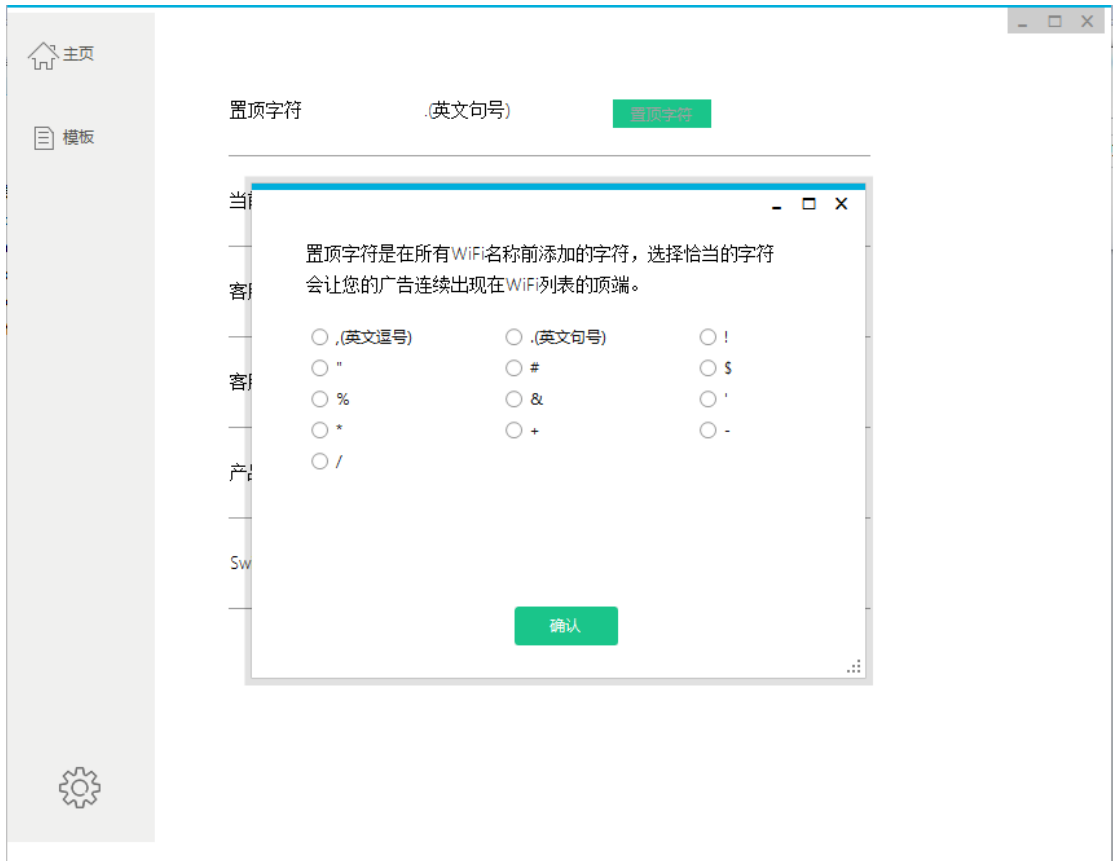 主页
模板
置顶字符 .(英文句号) 置顶字符
置顶字符是在所有WiFi名称前添加的字符，选择恰当的字符
会让您的广告连续出现在WiFi列表的顶端。
,(英文逗号) .(英文句号) !
" # $
% & '
* + -
/
确认